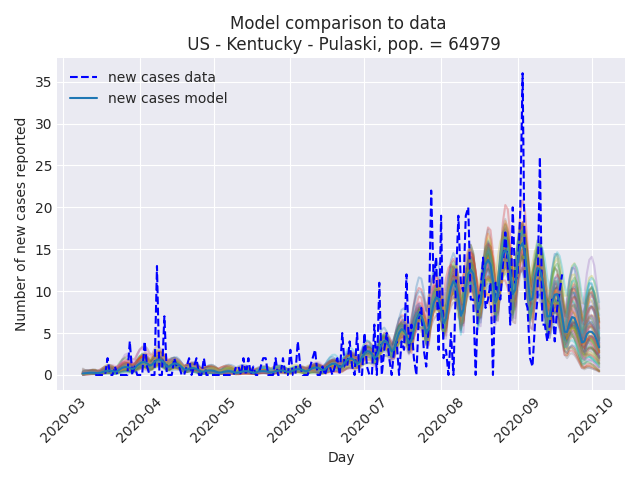 Model comparison to data
US - Kentucky - Pulaski, pop. = 64979
new cases data
new cases model
Number of new cases reported
35
30
25
20
15
10
5
0
2020-03
2020-04
2020-05
2020-06
2020-07
2020-08
2020-09
2020-10
Day